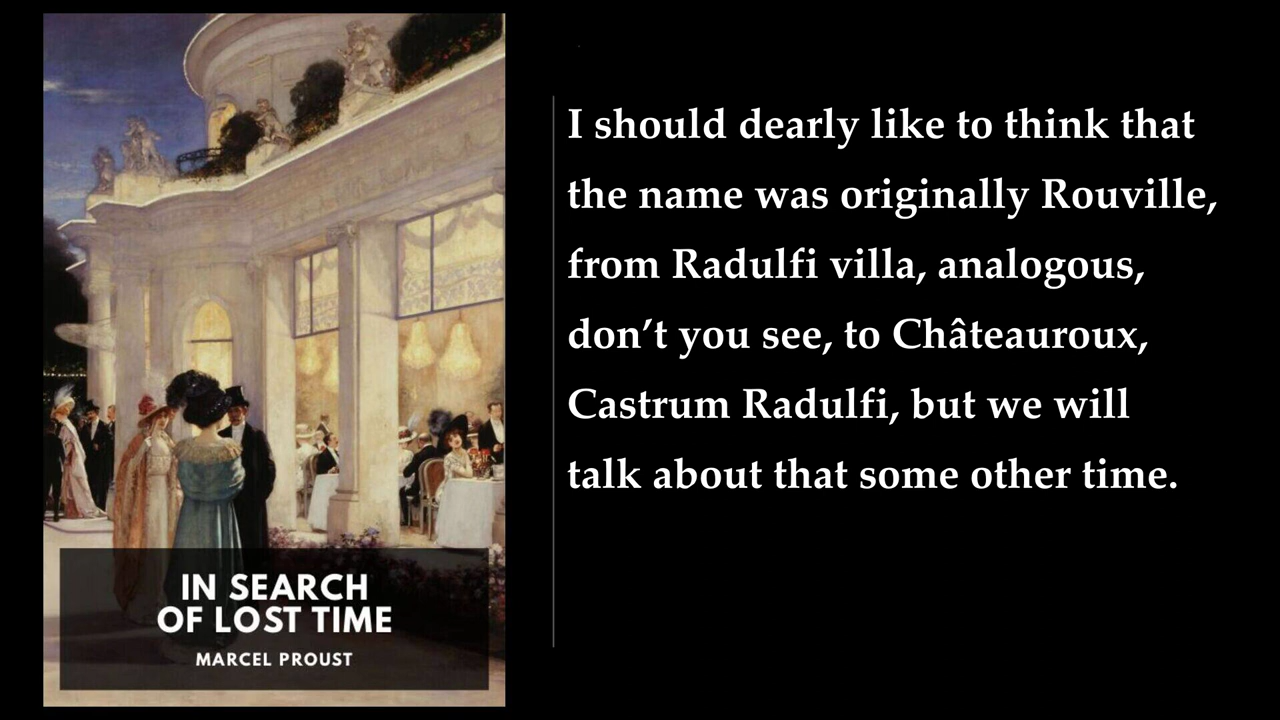 I should dearly like to think that
the name was originally Rouville,
from Radulfi villa, analogous,
don’t you see, to Châteauroux,
Castrum Radulfi, but we will
talk about that some other time.
IN SEARCH
OF LOST TIME
MARCEL PROUST